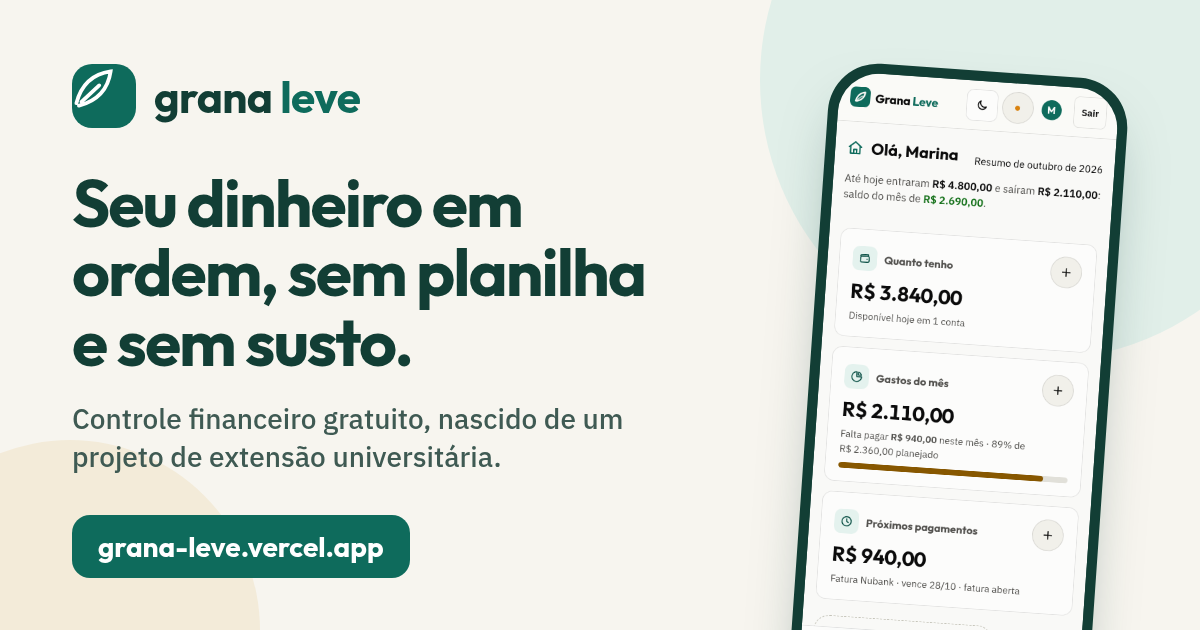 grana leve
Seu dinheiro em
ordem, sem planilha
e sem susto.
Controle financeiro gratuito, nascido de um
projeto de extensão universitária.
grana-leve.vercel.app
Grana Leve
M
Sair
Olá, Marina
Resumo de outubro de 2026
Até hoje entraram R$ 4.800,00 e saíram R$ 2.110,00:
saldo do mês de R$ 2.690,00.
Quanto tenho
+
R$ 3.840,00
Disponível hoje em 1 conta
Gastos do mês
+
R$ 2.110,00
Falta pagar R$ 940,00 neste mês · 89% de
R$ 2.360,00 planejado
Próximos pagamentos
+
R$ 940,00
Fatura Nubank · vence 28/10 · fatura aberta